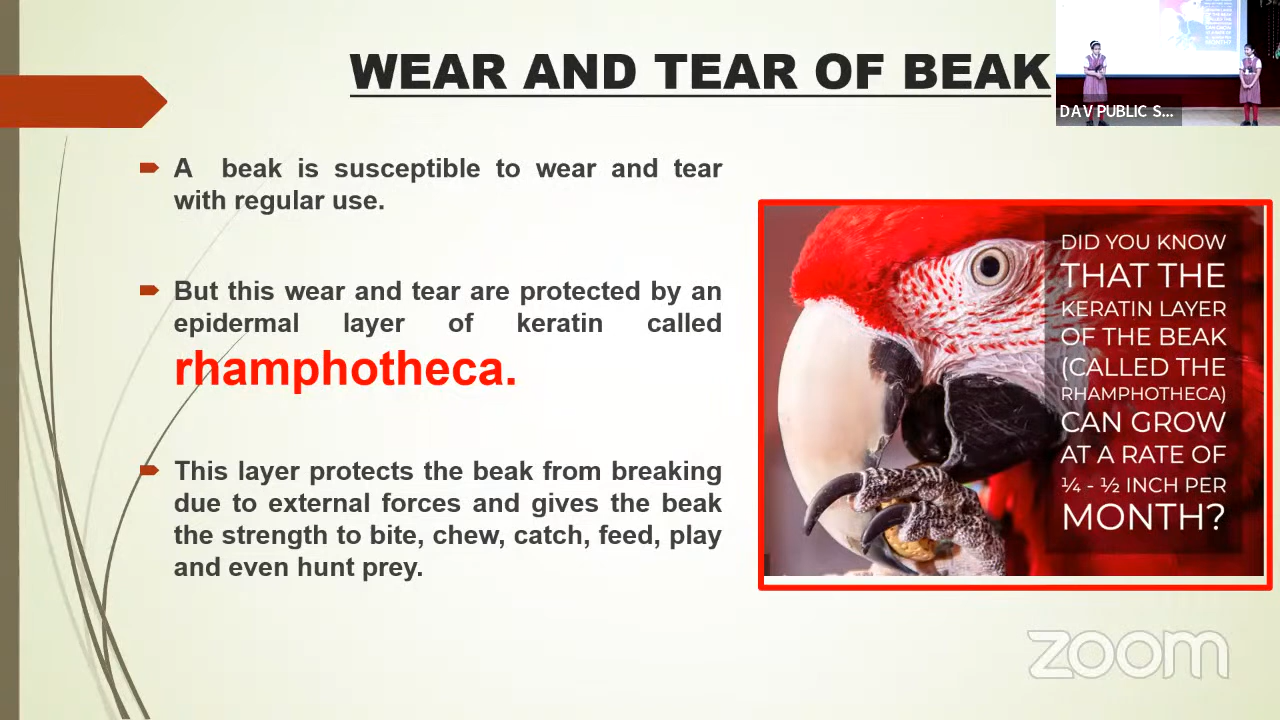 WEAR AND TEAR OF BEAK
DAV PUBLIC S...
A beak is susceptible to wear and tear
with regular use.
But this wear and tear are protected by an
epidermal layer of keratin called
rhamphotheca.
This layer protects the beak from breaking
due to external forces and gives the beak
the strength to bite, chew, catch, feed, play
and even hunt prey.
DID YOU KNOW
THAT THE
KERATIN LAYER
OF THE BEAK
(CALLED THE
RHAMPHOTHECA)
CAN GROW
AT A RATE OF
¼ - ½ INCH PER
MONTH?
zoom